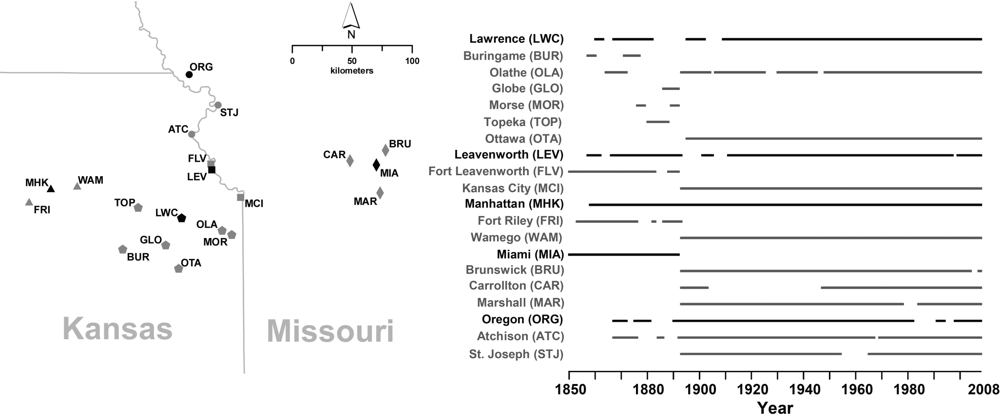 N
0 50 100
kilometers
ORG
STJ
ATC
FLV
LEV
MHK
WAM
FRI
TOP
LWC
MCI
OLA
MOR
GLO
BUR
OTA
CAR
BRU
MIA
MAR
Kansas
Missouri
Lawrence (LWC)
Buringame (BUR)
Olathe (OLA)
Globe (GLO)
Morse (MOR)
Topeka (TOP)
Ottawa (OTA)
Leavenworth (LEV)
Fort Leavenworth (FLV)
Kansas City (MCI)
Manhattan (MHK)
Fort Riley (FRI)
Wamego (WAM)
Miami (MIA)
Brunswick (BRU)
Carrollton (CAR)
Marshall (MAR)
Oregon (ORG)
Atchison (ATC)
St. Joseph (STJ)
1850 1880 1900 1920 1940 1960 1980 2008
Year